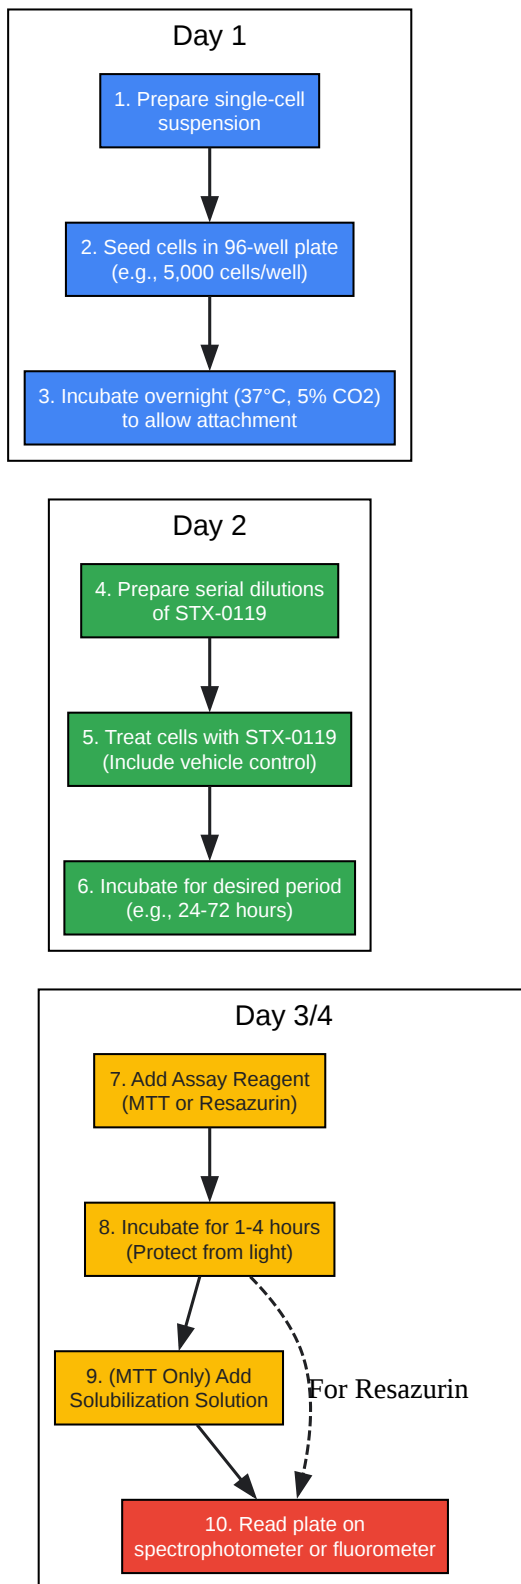 Day 1
1. Prepare single-cell
suspension
2. Seed cells in 96-well plate
(e.g., 5,000 cells/well)
3. Incubate overnight (37°C, 5% CO2)
to allow attachment
Day 2
4. Prepare serial dilutions
of STX-0119
5. Treat cells with STX-0119
(Include vehicle control)
6. Incubate for desired period
(e.g., 24-72 hours)
Day 3/4
7. Add Assay Reagent
(MTT or Resazurin)
8. Incubate for 1-4 hours
(Protect from light)
9. (MTT Only) Add
Solubilization Solution
For Resazurin
10. Read plate on
spectrophotometer or fluorometer